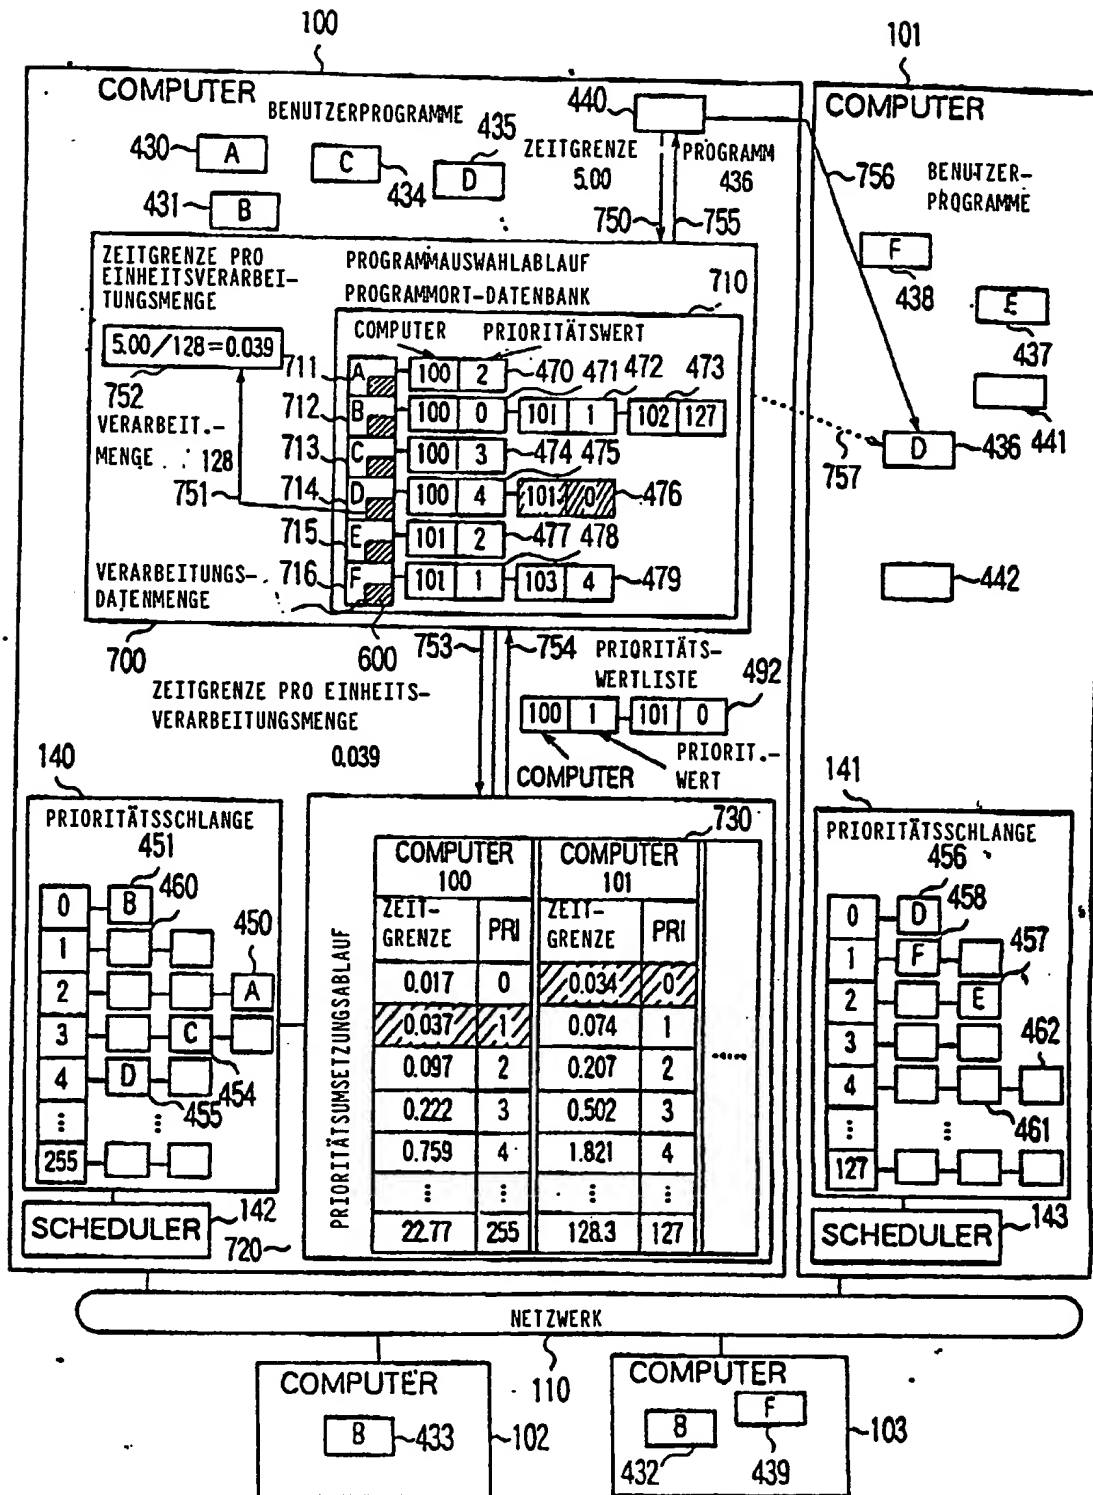 100
101
COMPUTER
BENUTZERPROGRAMME
430 A
C 434
435 D
431 B
440
ZEITGRENZE 5.00
PROGRAMM 436
750
755
COMPUTER
756
BENUTZER-
PROGRAMME
F 438
E 437
441
D 436
757
442
ZEITGRENZE PRO
EINHEITSVERARBEI-
TUNGSMENGE
5.00/128=0.039
752
VERARBEIT.-
MENGE 128
751
VERARBEITUNGS-
DATENMENGE
700
PROGRAMMAUSWAHLABLAUF
PROGRAMMORT-DATENBANK
710
COMPUTER PRIORITÄTSWERT
711 A 100 2 470 471 472 473
712 B 100 0 101 1 102 127
713 C 100 3 474 475
714 D 100 4 101 0 476
715 E 101 2 477 478
716 F 101 1 103 4 479
600
753
754
ZEITGRENZE PRO EINHEITS-
VERARBEITUNGSMENGE
0.039
PRIORITÄTS-
WERTLISTE
492
100 1 101 0
COMPUTER
PRIORIT.-
WERT
140
PRIORITÄTSSCHLANGE
451 460 450
0 B
1
2 A
3 C
4 D
455 454
⋮ ⋮
255
SCHEDULER 142
720
730
PRIORITÄTSUMSETZUNGSABLAUF
COMPUTER 100 COMPUTER 101
ZEIT-GRENZE PRI ZEIT-GRENZE PRI
0.017 0 0.034 0
0.037 1 0.074 1
0.097 2 0.207 2
0.222 3 0.502 3
0.759 4 1.821 4
⋮ ⋮ ⋮ ⋮
22.77 255 128.3 127
.....
141
PRIORITÄTSSCHLANGE
456 458 457
0 D
1 F
2 E
3
4 462
461
⋮ ⋮
127
SCHEDULER 143
NETZWERK
110
COMPUTER
B 433
102
COMPUTER
B 432
F 439
103